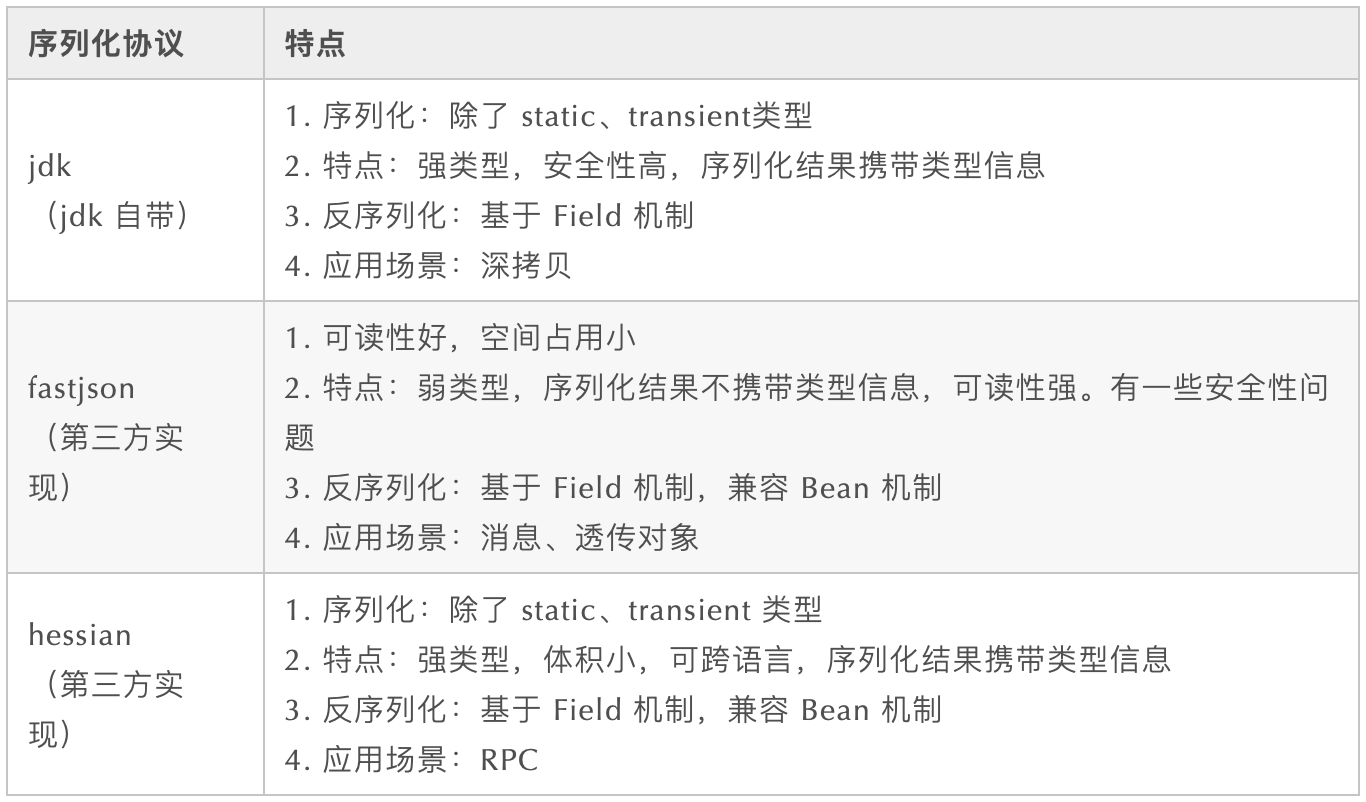 序列化协议
特点
jdk
（jdk 自带）
1. 序列化：除了 static、transient类型
2. 特点：强类型，安全性高，序列化结果携带类型信息
3. 反序列化：基于 Field 机制
4. 应用场景：深拷贝
fastjson
（第三方实
现）
1. 可读性好，空间占用小
2. 特点：弱类型，序列化结果不携带类型信息，可读性强。有一些安全性问
题
3. 反序列化：基于 Field 机制，兼容 Bean 机制
4. 应用场景：消息、透传对象
hessian
（第三方实
现）
1. 序列化：除了 static、transient 类型
2. 特点：强类型，体积小，可跨语言，序列化结果携带类型信息
3. 反序列化：基于 Field 机制，兼容 Bean 机制
4. 应用场景：RPC